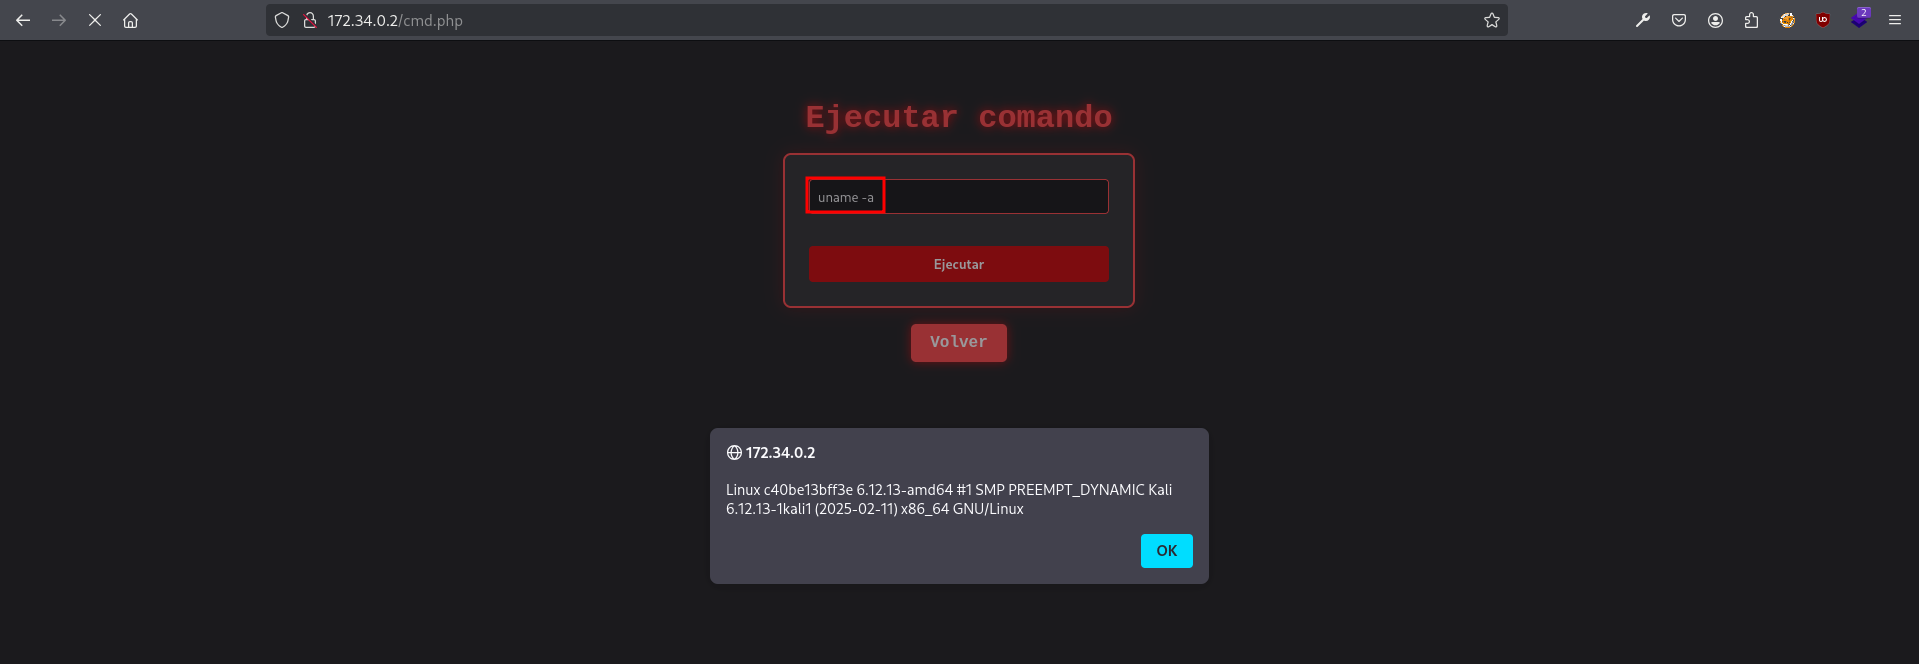 172.34.0.2/cmd.php
2
Ejecutar comando
uname -a
Ejecutar
Volver
172.34.0.2
Linux c40be13bff3e 6.12.13-amd64 #1 SMP PREEMPT_DYNAMIC Kali
6.12.13-1kali1 (2025-02-11) x86_64 GNU/Linux
OK